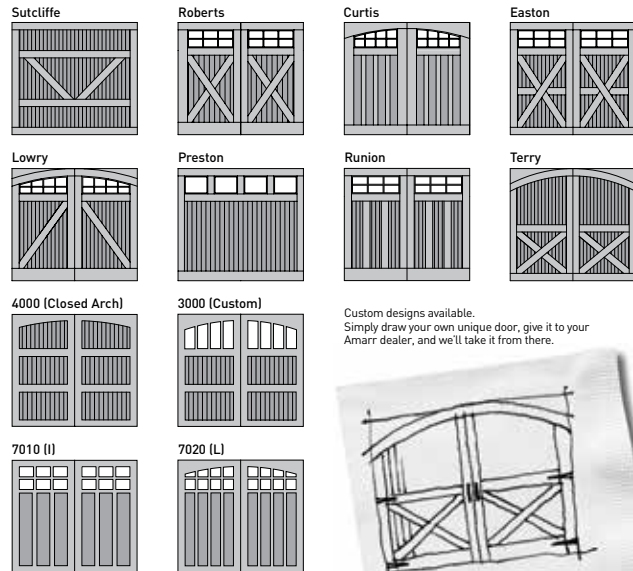 Sutcliffe
Roberts
Curtis
Easton
Lowry
Preston
Runion
Terry
4000 (Closed Arch)
3000 (Custom)
Custom designs available.
Simply draw your own unique door, give it to your
Amarr dealer, and we'll take it from there.
7010 (I)
7020 (L)